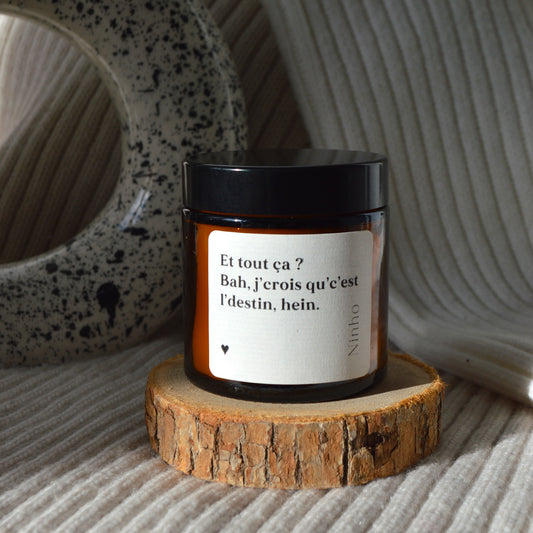 Et tout ça ?
Bah, j'crois qu'c'est
l'destin, hein.
♥
Ninho